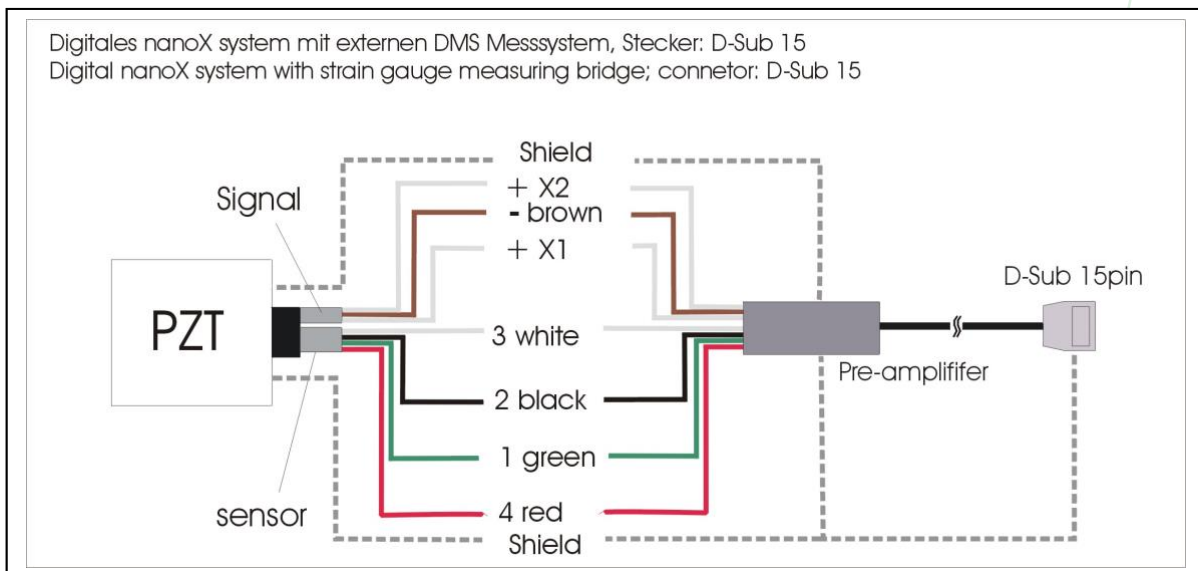 Digitales nanoX system mit externen DMS Messsystem, Stecker: D-Sub 15
Digital nanoX system with strain gauge measuring bridge; connetor: D-Sub 15
Shield
+ X2
- brown
+ X1
Signal
D-Sub 15pin
PZT
3 white
Pre-amplififer
2 black
1 green
sensor
4 red
Shield